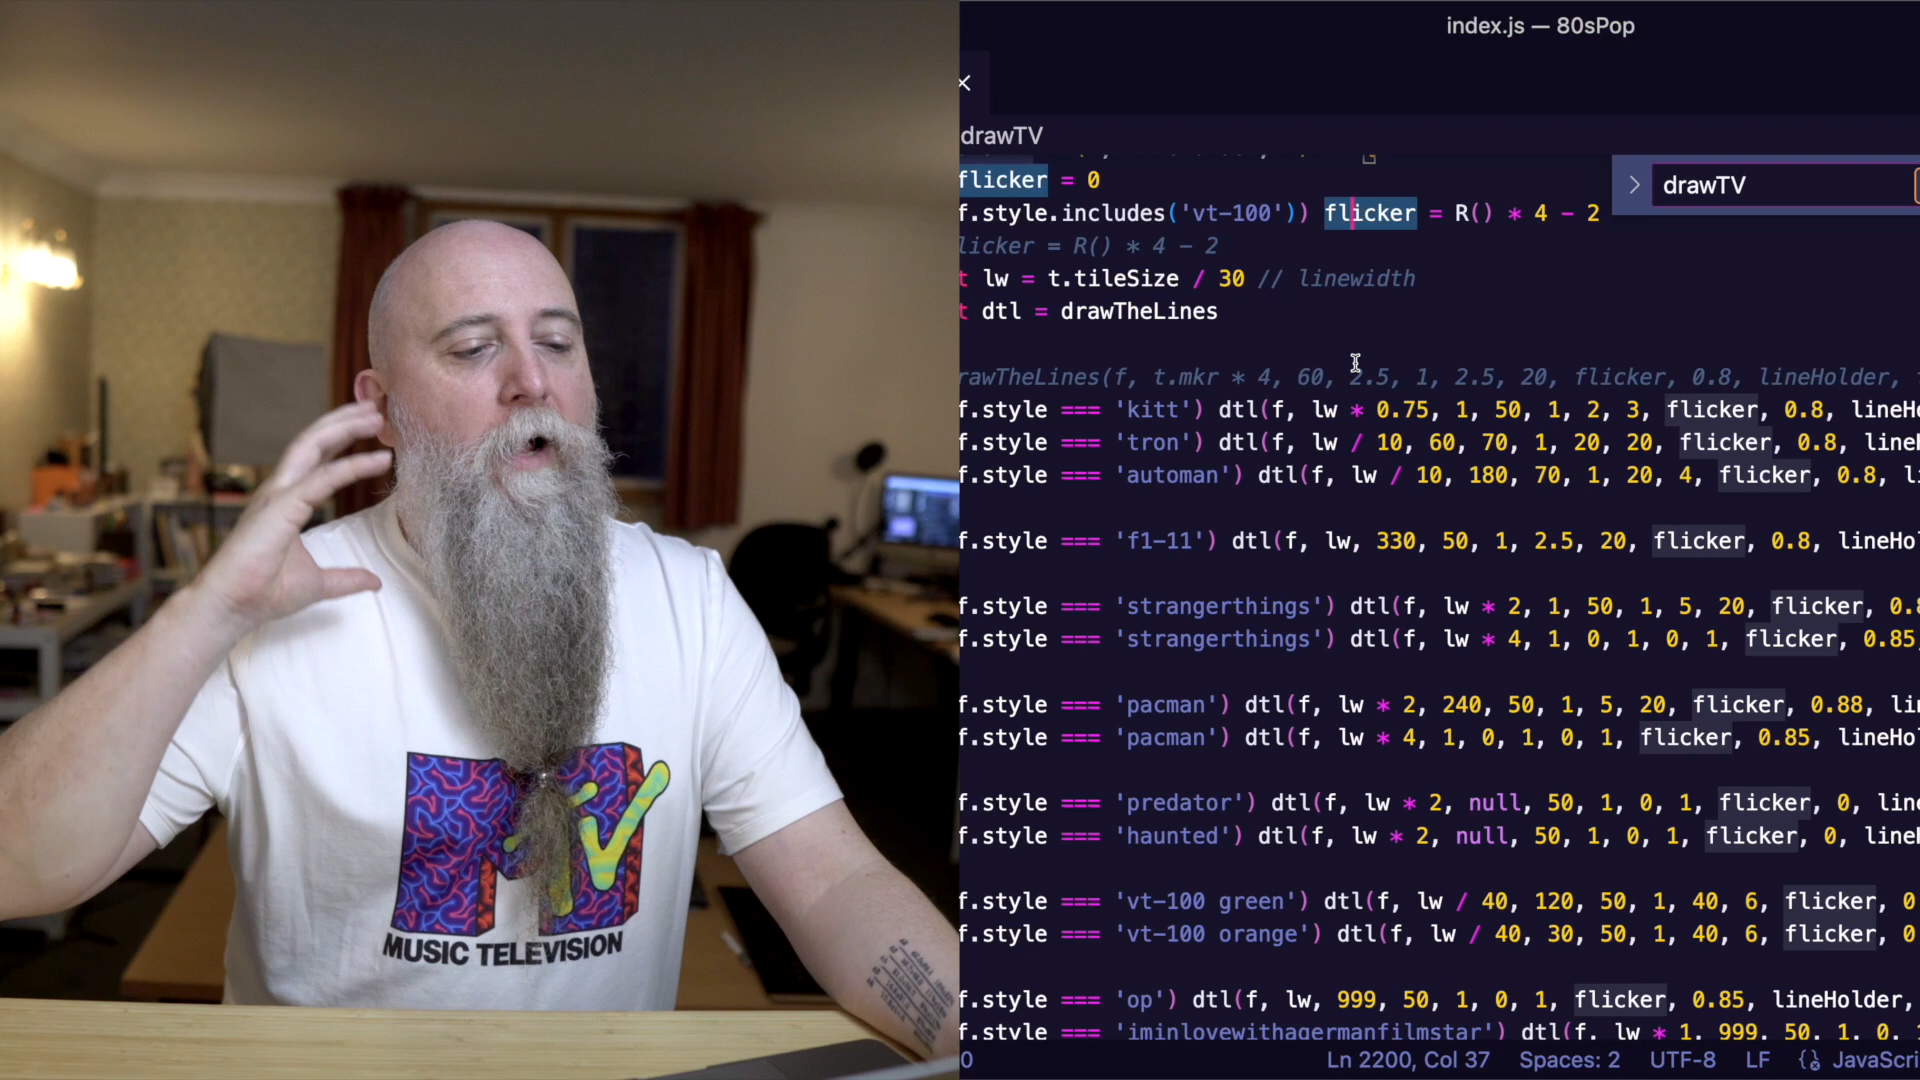 MTV
MUSIC TELEVISION
index.js — 80sPop
drawTV
drawTV
flicker = 0
f.style.includes('vt-100')) flicker = R() * 4 - 2
licker = R() * 4 - 2
t lw = t.tileSize / 30 // linewidth
t dtl = drawTheLines
rawTheLines(f, t.mkr * 4, 60, 2.5, 1, 2.5, 20, flicker, 0.8, lineHolder,
f.style === 'kitt') dtl(f, lw * 0.75, 1, 50, 1, 2, 3, flicker, 0.8, lineHo
f.style === 'tron') dtl(f, lw / 10, 60, 70, 1, 20, 20, flicker, 0.8, lineH
f.style === 'automan') dtl(f, lw / 10, 180, 70, 1, 20, 4, flicker, 0.8, li
f.style === 'f1-11') dtl(f, lw, 330, 50, 1, 2.5, 20, flicker, 0.8, lineHol
f.style === 'strangerthings') dtl(f, lw * 2, 1, 50, 1, 5, 20, flicker, 0.8
f.style === 'strangerthings') dtl(f, lw * 4, 1, 0, 1, 0, 1, flicker, 0.85,
f.style === 'pacman') dtl(f, lw * 2, 240, 50, 1, 5, 20, flicker, 0.88, lin
f.style === 'pacman') dtl(f, lw * 4, 1, 0, 1, 0, 1, flicker, 0.85, lineHol
f.style === 'predator') dtl(f, lw * 2, null, 50, 1, 0, 1, flicker, 0, line
f.style === 'haunted') dtl(f, lw * 2, null, 50, 1, 0, 1, flicker, 0, lineH
f.style === 'vt-100 green') dtl(f, lw / 40, 120, 50, 1, 40, 6, flicker, 0
f.style === 'vt-100 orange') dtl(f, lw / 40, 30, 50, 1, 40, 6, flicker, 0
f.style === 'op') dtl(f, lw, 999, 50, 1, 0, 1, flicker, 0.85, lineHolder,
f.style === 'iminlovewithagermanfilmstar') dtl(f, lw * 1, 999, 50, 1, 0,
0 Ln 2200, Col 37 Spaces: 2 UTF-8 LF JavaScri